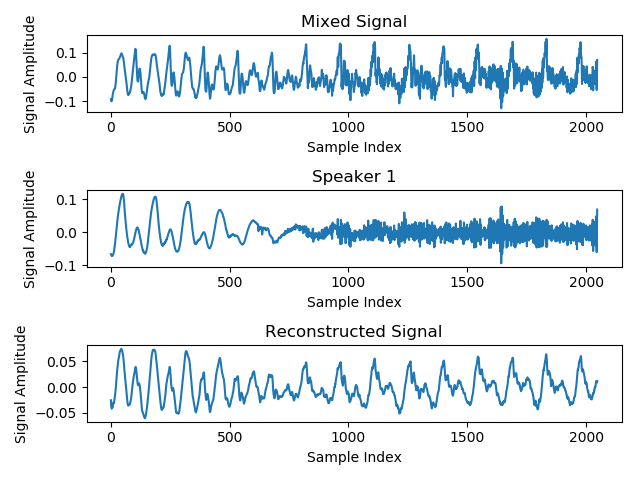 Mixed Signal
Signal Amplitude
0.1
0.0
−0.1
0 500 1000 1500 2000
Sample Index
Speaker 1
Signal Amplitude
0.1
0.0
−0.1
0 500 1000 1500 2000
Sample Index
Reconstructed Signal
Signal Amplitude
0.05
0.00
−0.05
0 500 1000 1500 2000
Sample Index